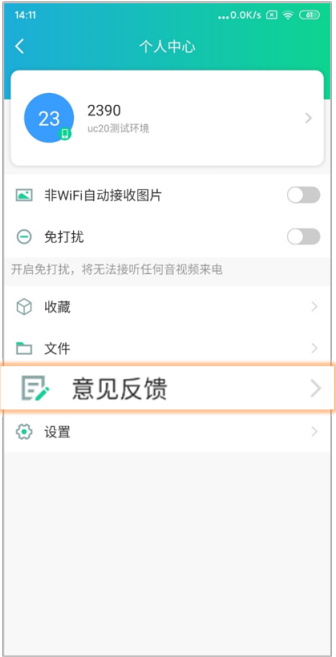 14:11
...0.0K/s
60
个人中心
23
2390
uc20测试环境
非WiFi自动接收图片
免打扰
开启免打扰，将无法接听任何音视频来电
收藏
文件
意见反馈
设置